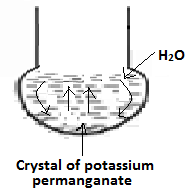 H₂O
Crystal of potassium
permanganate